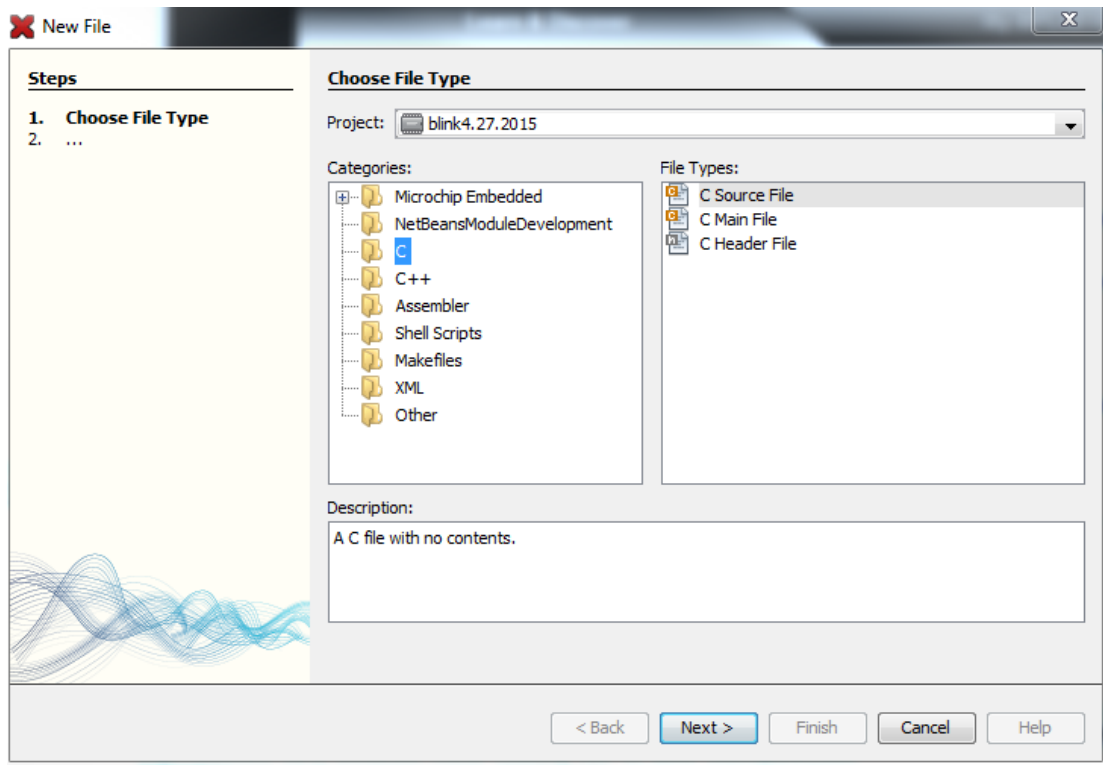 New File
Steps
1. Choose File Type
2. ...
Choose File Type
Project: blink4.27.2015
Categories:
Microchip Embedded
NetBeansModuleDevelopment
C
C++
Assembler
Shell Scripts
Makefiles
XML
Other
File Types:
C Source File
C Main File
C Header File
Description:
A C file with no contents.
< Back Next > Finish Cancel Help